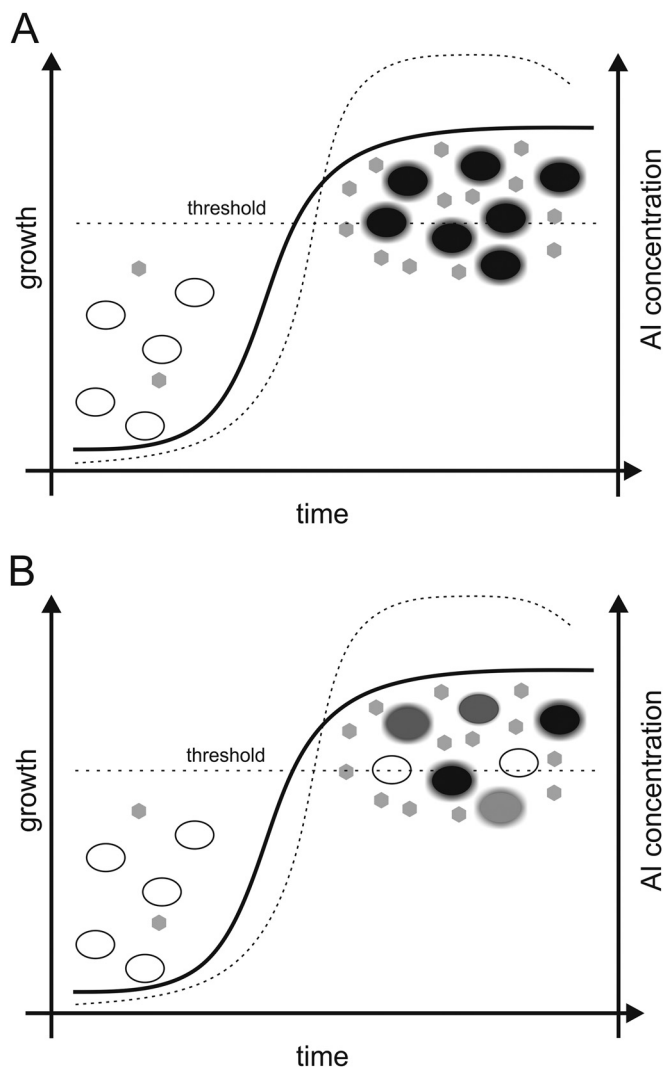 A
threshold
growth
AI concentration
time
B
threshold
growth
AI concentration
time